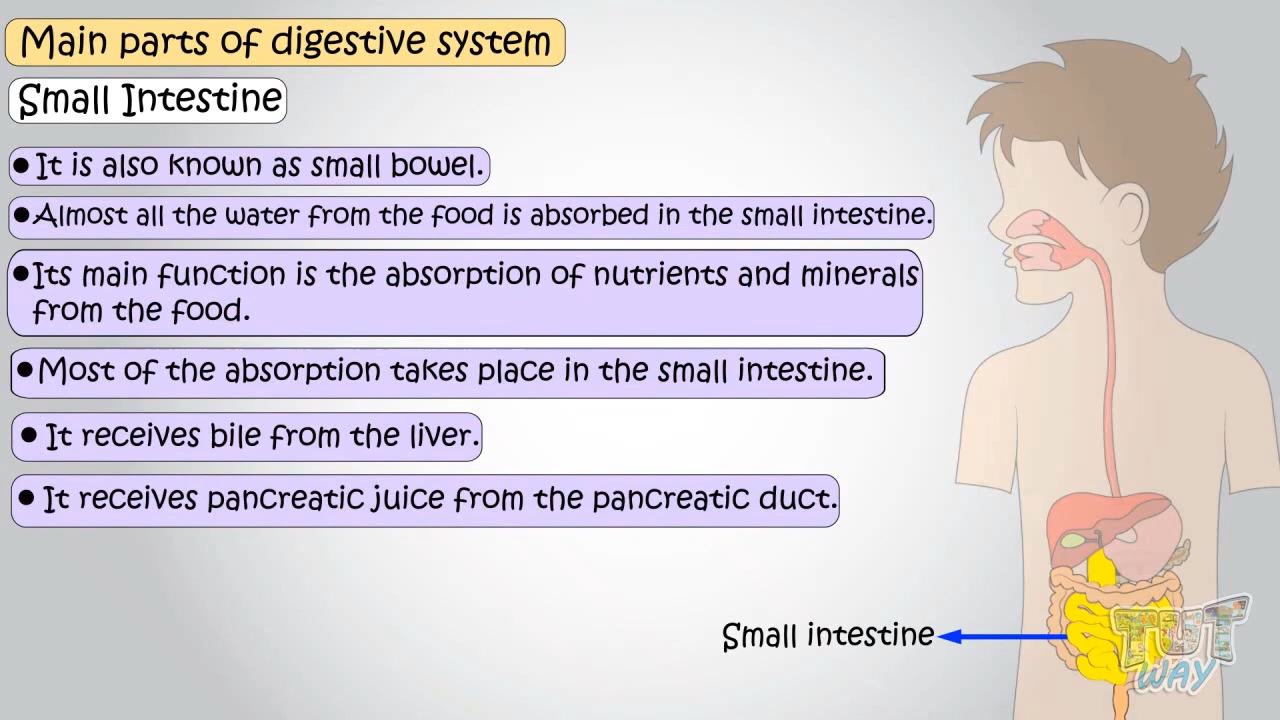 Main parts of digestive system
Small Intestine
• It is also known as small bowel.
• Almost all the water from the food is absorbed in the small intestine.
• Its main function is the absorption of nutrients and minerals
from the food.
• Most of the absorption takes place in the small intestine.
• It receives bile from the liver.
• It receives pancreatic juice from the pancreatic duct.
Small intestine
TUT
WAY